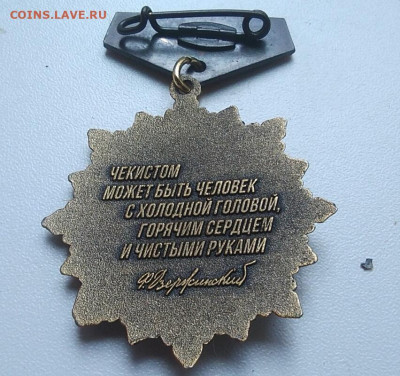 COINS.LAVE.RU
ЧЕКИСТОМ
МОЖЕТ БЫТЬ ЧЕЛОВЕК
С ХОЛОДНОЙ ГОЛОВОЙ,
ГОРЯЧИМ СЕРДЦЕМ
И ЧИСТЫМИ РУКАМИ
Ф.Дзержинский